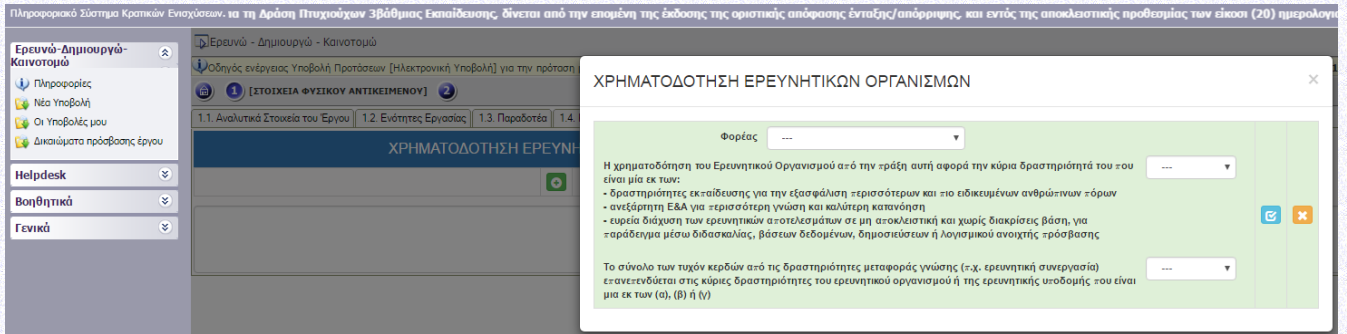 Πληροφοριακό Σύστημα Κρατικών Ενισχύσεων. ια τη Δράση Πτυχιούχων 3βάθμιας Εκπαίδευσης, δίνεται από την επομένη της έκδοσης της οριστικής απόφασης ένταξης/απόρριψης, και εντός της αποκλειστικής προθεσμίας των είκοσι (20) ημερολογια
Ερευνώ-Δημιουργώ-
Καινοτομώ
Πληροφορίες
Νέα Υποβολή
Οι Υποβολές μου
Δικαιώματα πρόσβασης έργου
Helpdesk
Βοηθητικά
Γενικά
Ερευνώ - Δημιουργώ - Καινοτομώ
Οδηγός ενέργειας Υποβολή Προτάσεων [Ηλεκτρονική Υποβολή] για την πρόταση
1 [ΣΤΟΙΧΕΙΑ ΦΥΣΙΚΟΥ ΑΝΤΙΚΕΙΜΕΝΟΥ] 2
1.1. Αναλυτικά Στοιχεία του Έργου 1.2. Ενότητες Εργασίας 1.3. Παραδοτέα 1.4.
ΧΡΗΜΑΤΟΔΟΤΗΣΗ ΕΡΕΥΝΗ
ΧΡΗΜΑΤΟΔΟΤΗΣΗ ΕΡΕΥΝΗΤΙΚΩΝ ΟΡΓΑΝΙΣΜΩΝ ×
Φορέας ---
Η χρηματοδότηση του Ερευνητικού Οργανισμού από την πράξη αυτή αφορά την κύρια δραστηριότητά του που ---
είναι μία εκ των:
- δραστηριότητες εκπαίδευσης για την εξασφάλιση περισσότερων και πιο ειδικευμένων ανθρώπινων πόρων
- ανεξάρτητη Ε&Α για περισσότερη γνώση και καλύτερη κατανόηση
- ευρεία διάχυση των ερευνητικών αποτελεσμάτων σε μη αποκλειστική και χωρίς διακρίσεις βάση, για
παράδειγμα μέσω διδασκαλίας, βάσεων δεδομένων, δημοσιεύσεων ή λογισμικού ανοιχτής πρόσβασης
Το σύνολο των τυχόν κερδών από τις δραστηριότητες μεταφοράς γνώσης (π.χ. ερευνητική συνεργασία) ---
επανεπενδύεται στις κύριες δραστηριότητες του ερευνητικού οργανισμού ή της ερευνητικής υποδομής που είναι
μια εκ των (α), (β) ή (γ)